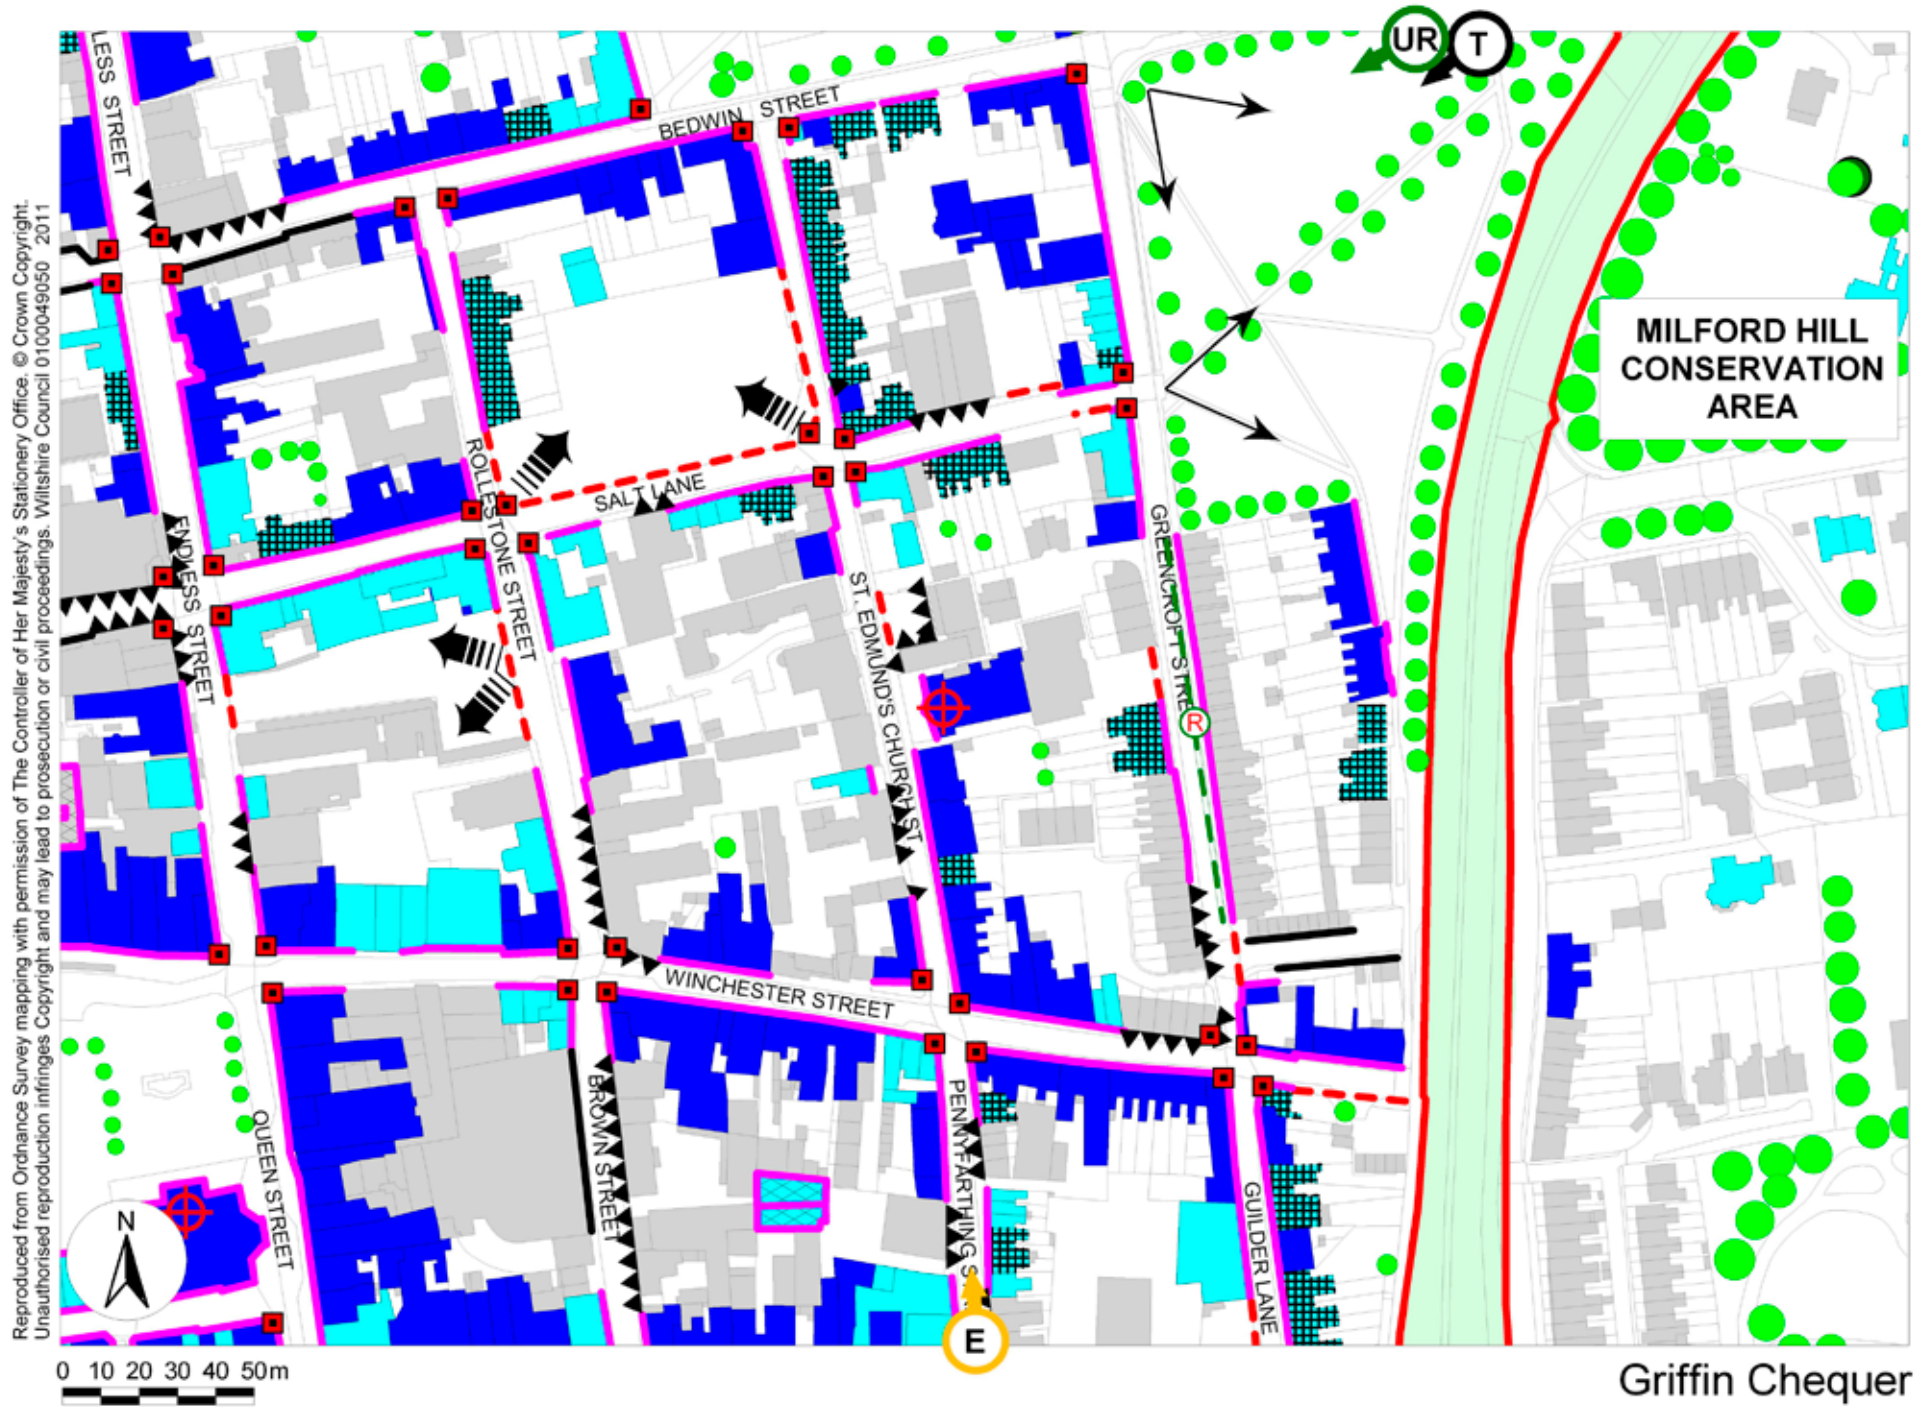 UR
T
LESS STREET
BEDWIN STREET
MILFORD HILL
CONSERVATION
AREA
ROLLESTONE STREET
SALT LANE
ENDLESS STREET
ST. EDMUND'S CHURCH ST
GREENCROFT STREE
R
WINCHESTER STREET
QUEEN STREET
BROWN STREET
PENNYFARTHING S
GUILDER LANE
N
E
Reproduced from Ordnance Survey mapping with permission of The Controller of Her Majesty's Stationery Office. © Crown Copyright.
Unauthorised reproduction infringes Copyright and may lead to prosecution or civil proceedings. Wiltshire Council 0100049050 2011
0 10 20 30 40 50m
Griffin Chequer